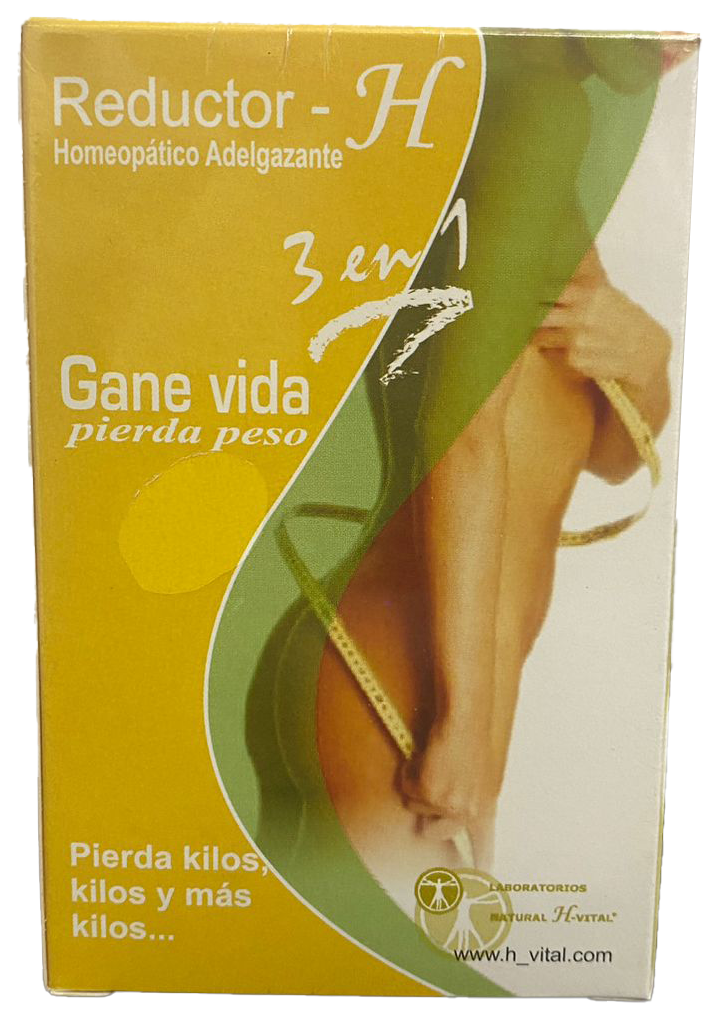 Reductor - H
Homeopático Adelgazante
3 en 1
Gane vida
pierda peso
Pierda kilos,
kilos y más
kilos...
LABORATORIOS
NATURAL H-VITAL®
www.h_vital.com